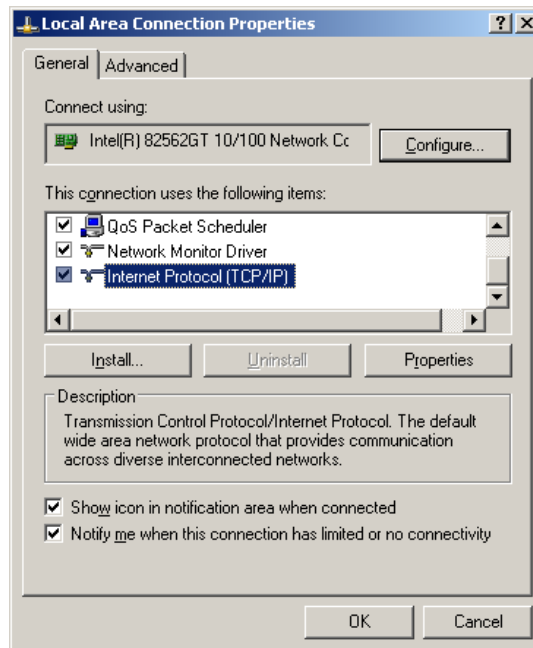 Local Area Connection Properties
General
Advanced
Connect using:
Intel(R) 82562GT 10/100 Network Cc
Configure...
This connection uses the following items:
QoS Packet Scheduler
Network Monitor Driver
Internet Protocol (TCP/IP)
Install...
Uninstall
Properties
Description
Transmission Control Protocol/Internet Protocol. The default
wide area network protocol that provides communication
across diverse interconnected networks.
Show icon in notification area when connected
Notify me when this connection has limited or no connectivity
OK
Cancel